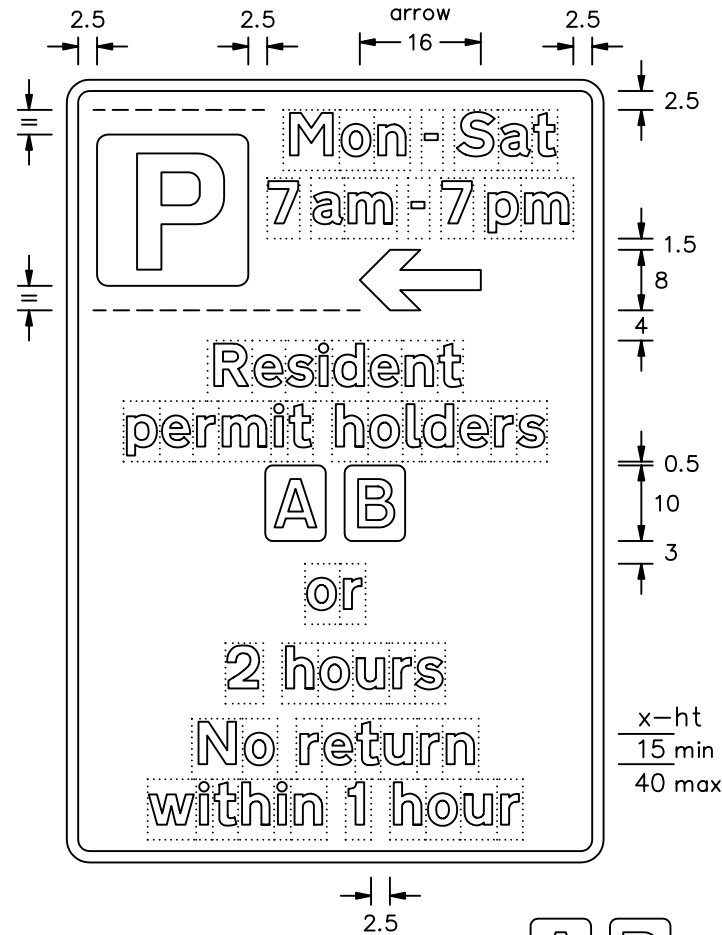 2.5 2.5 arrow 2.5
16
2.5
=
Mon - Sat
P
7 am - 7 pm
1.5
8
=
4
Resident
permit holders
0.5
A B
10
3
or
2 hours
x-ht
No return
15 min
40 max
within 1 hour
2.5